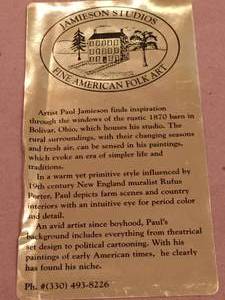 JAMIESON STUDIOS
FINE AMERICAN FOLK ART
Artist Paul Jamieson finds inspiration
through the windows of the rustic 1870 barn in
Bolivar, Ohio, which houses his studio. The
rural surroundings, with their changing seasons
and fresh air, can be sensed in his paintings,
which evoke an era of simpler life and
traditions.
In a warm yet primitive style influenced by
19th century New England muralist Rufus
Porter, Paul depicts farm scenes and country
interiors with an intuitive eye for period color
and detail.
An avid artist since boyhood, Paul's
background includes everything from theatrical
set design to political cartooning. With his
paintings of early American times, he clearly
has found his niche.
Ph. #(330) 493-8226